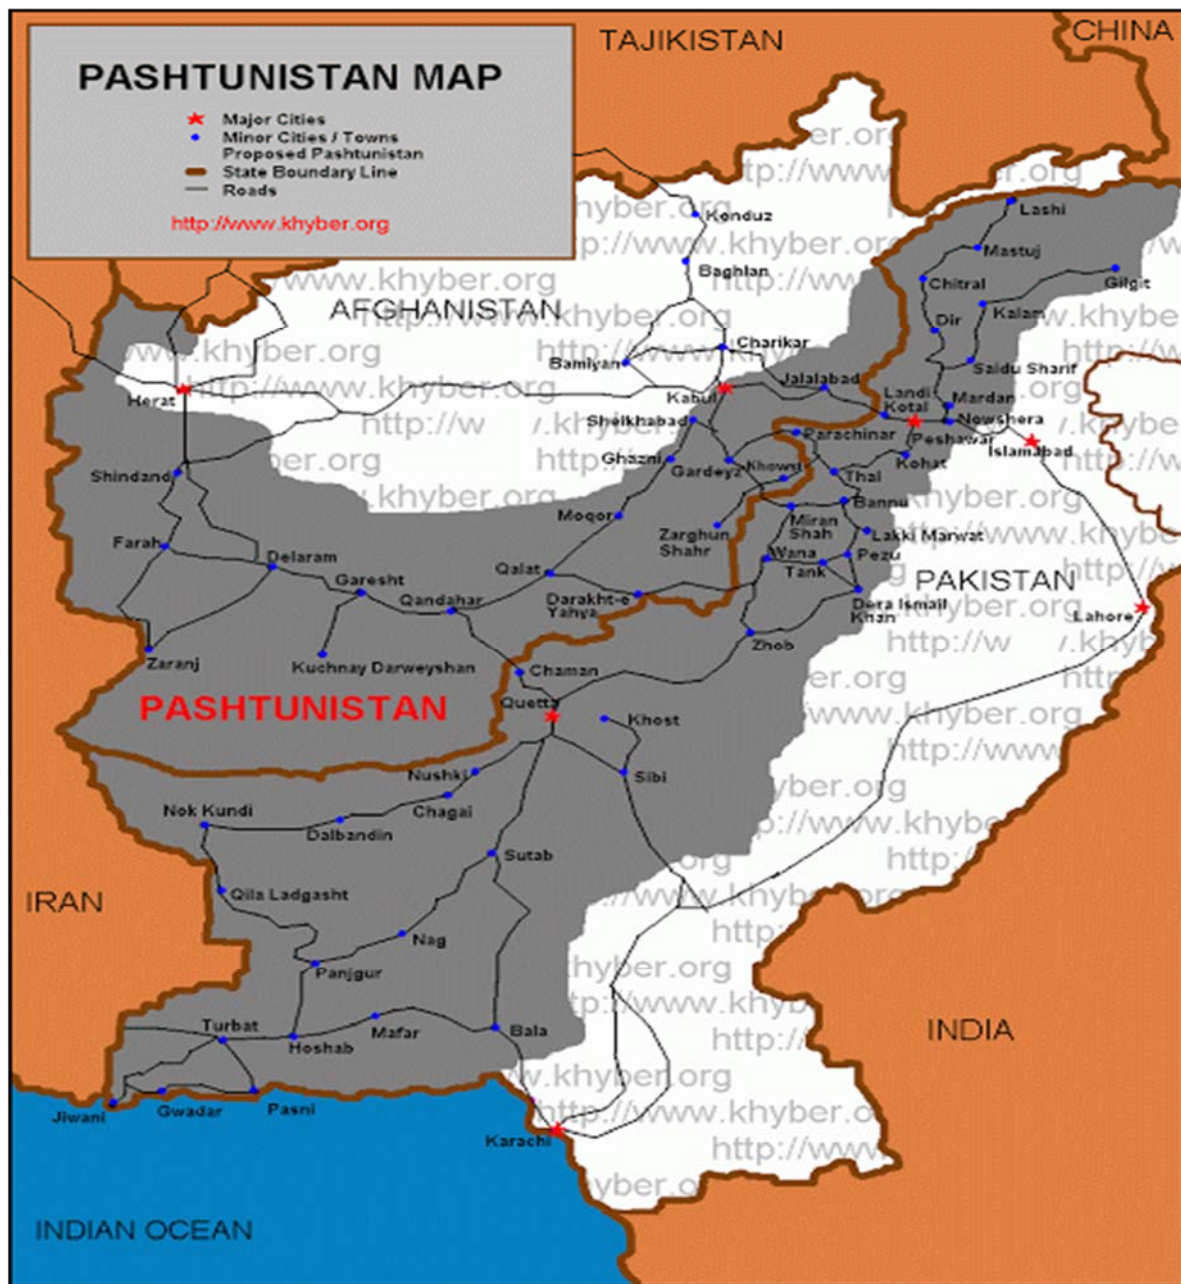 PASHTUNISTAN MAP
Major Cities
Minor Cities / Towns
Proposed Pashtunistan
State Boundary Line
Roads
http://www.khyber.org
TAJIKISTAN
CHINA
Konduz
Baghlan
AFGHANISTAN
Bamiyan
Charikar
Herat
Kabul
Jalalabad
Sheikhabad
Ghazni
Gardeyz
Khowst
Shindand
Moqor
Zarghun
Shahr
Farah
Delaram
Garesht
Qandahar
Qalat
Darakht-e
Yahya
Zaranj
Kuchnay Darweyshan
PASHTUNISTAN
Lashi
Mastuj
Chitral
Gilgit
Kalam
Dir
Saidu Sharif
Landi
Kotal
Mardan
Nowshera
Peshawar
Islamabad
Parachinar
Kohat
Thal
Bannu
Miran
Shah
Lakki Marwat
Wana
Pezu
Tank
Dera Ismail
Khan
PAKISTAN
Lahore
Zhob
Chaman
Quetta
Khost
Sibi
Nushki
Chagai
Nok Kundi
Dalbandin
Sutab
Qila Ladgasht
Nag
Panjgur
Turbat
Hoshab
Mafar
Bala
Jiwani
Gwadar
Pasni
Karachi
IRAN
INDIA
INDIAN OCEAN